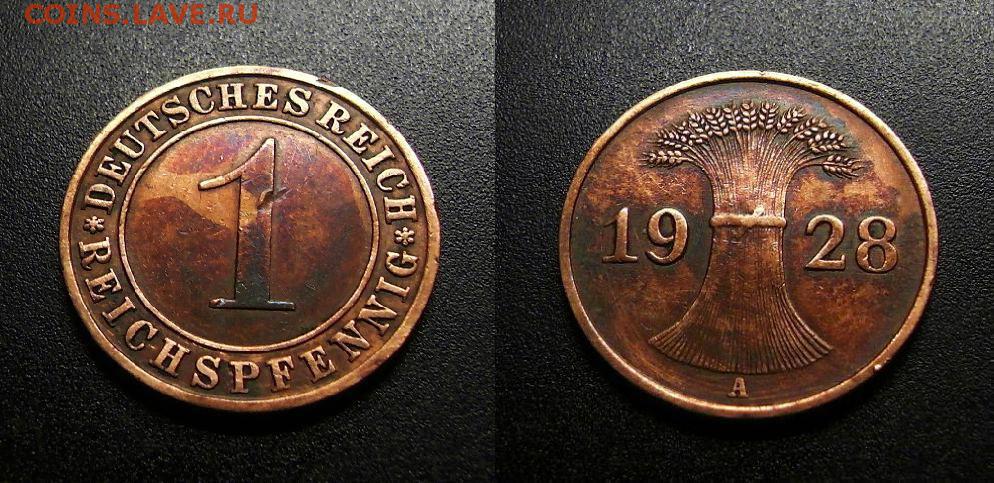 COINS.LAVE.RU
* DEUTSCHES REICH *
REICHSPFENNIG
1
19 28
A